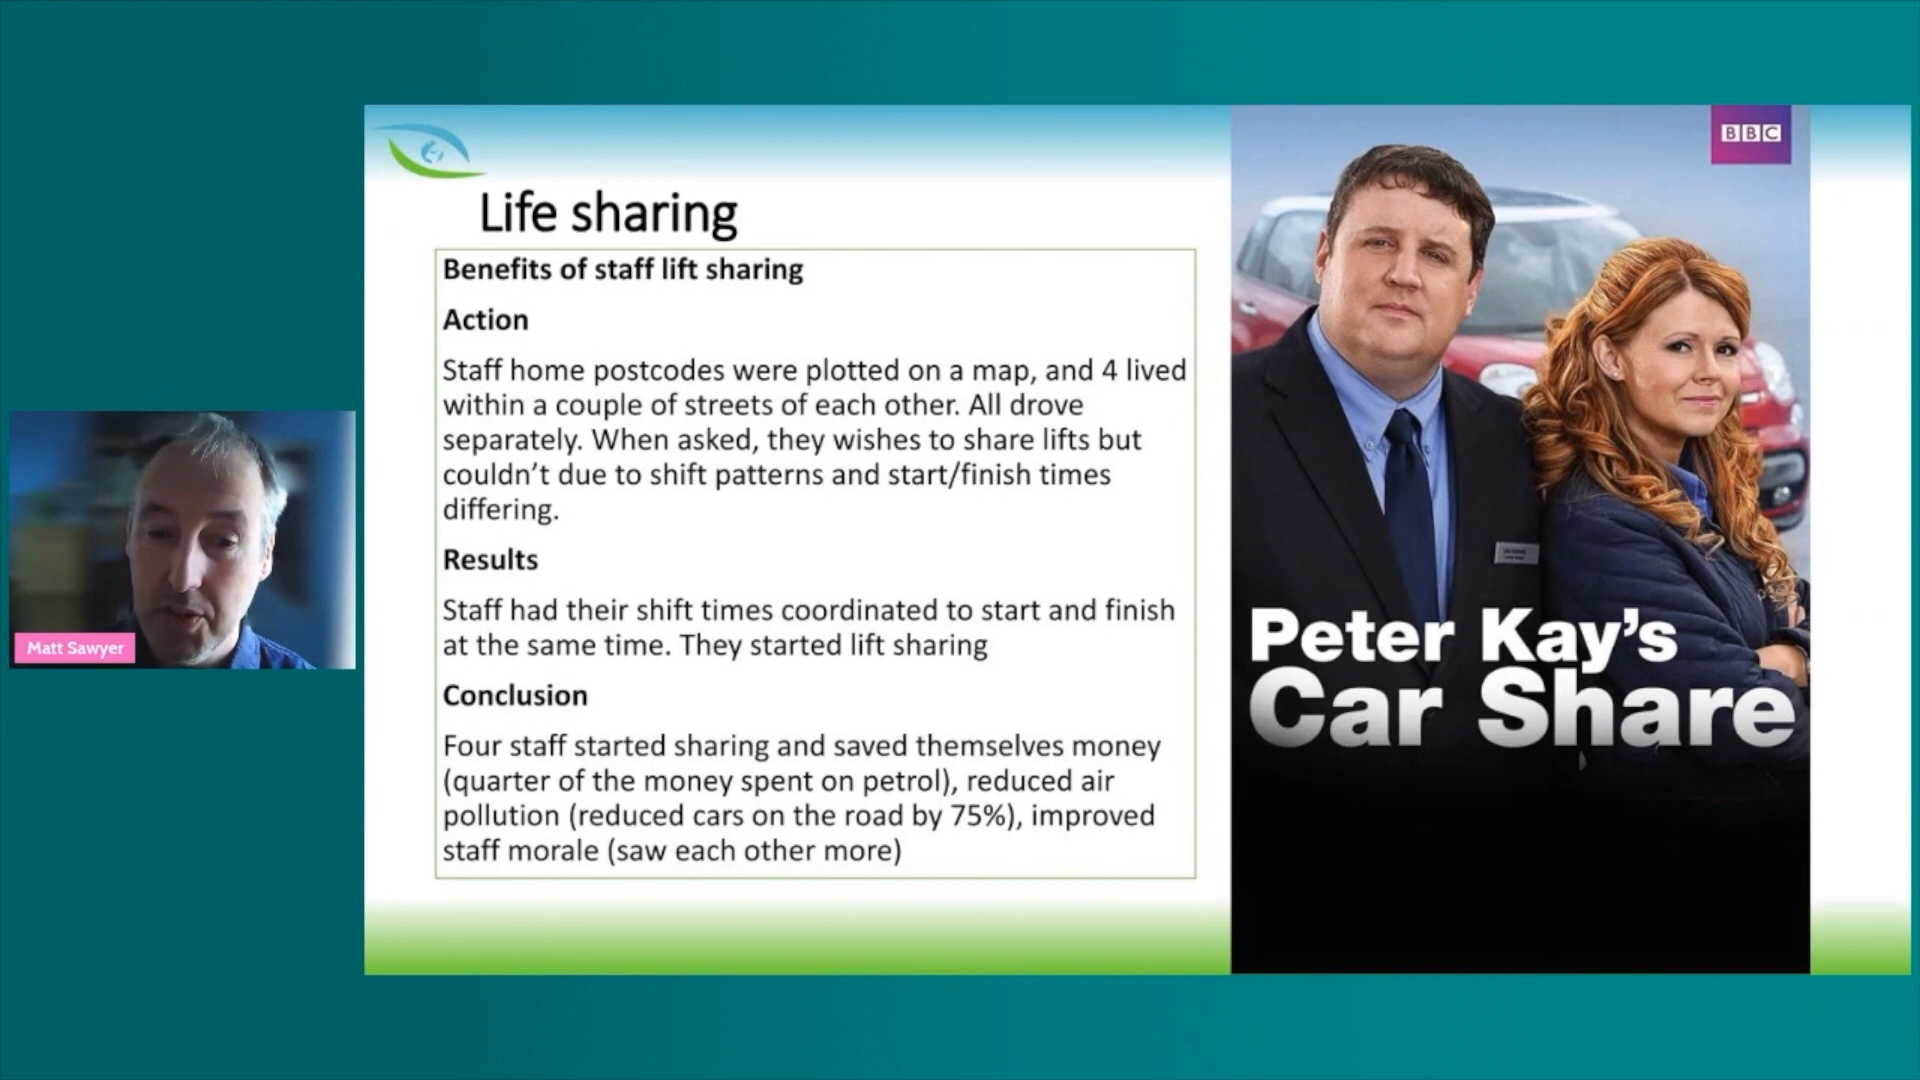 Life sharing
Benefits of staff lift sharing
Action
Staff home postcodes were plotted on a map, and 4 lived
within a couple of streets of each other. All drove
separately. When asked, they wishes to share lifts but
couldn't due to shift patterns and start/finish times
differing.
Results
Staff had their shift times coordinated to start and finish
at the same time. They started lift sharing
Conclusion
Four staff started sharing and saved themselves money
(quarter of the money spent on petrol), reduced air
pollution (reduced cars on the road by 75%), improved
staff morale (saw each other more)
BBC
Peter Kay's
Car Share
Matt Sawyer